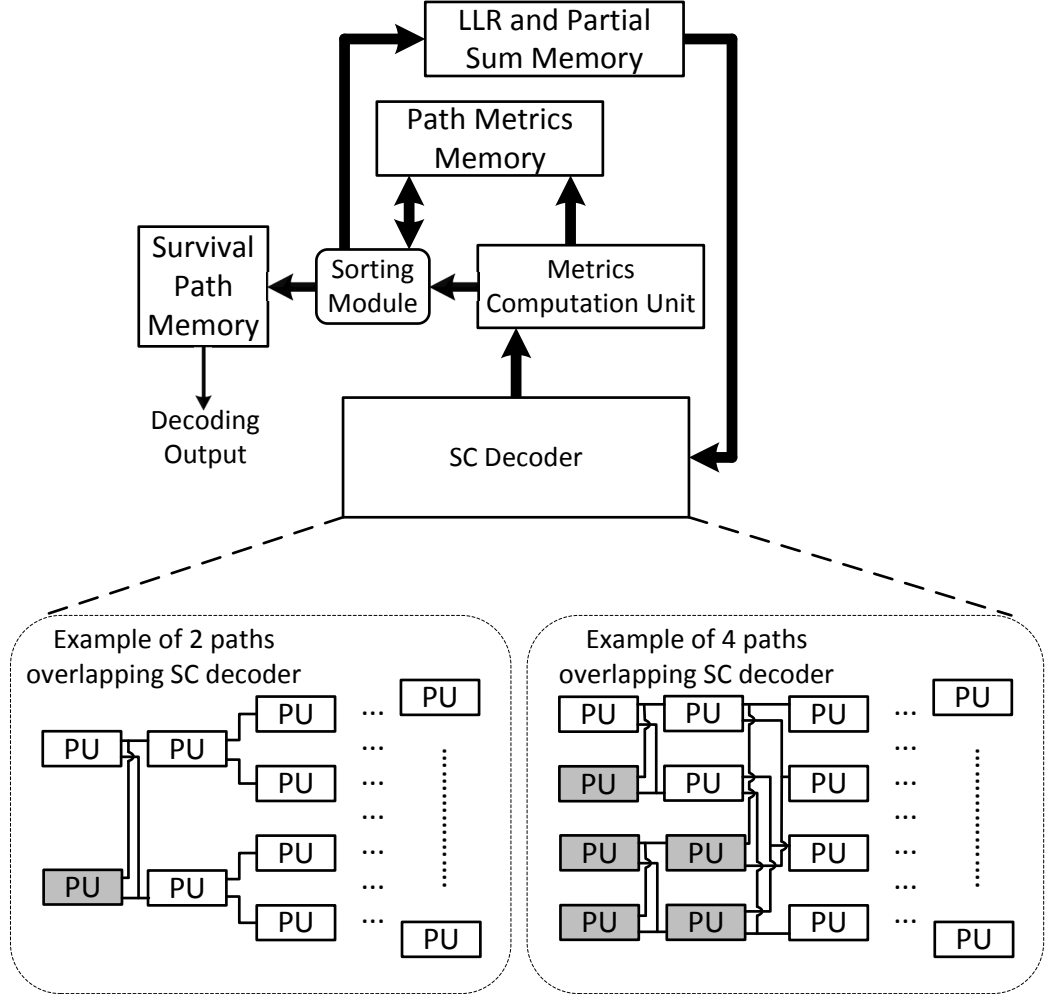 LLR and Partial
Sum Memory
Path Metrics
Memory
Survival
Path
Memory
Sorting
Module
Metrics
Computation Unit
Decoding
Output
SC Decoder
Example of 2 paths
overlapping SC decoder
PU
PU
PU
PU
...
...
PU
PU
PU
PU
PU
...
...
...
...
...
PU
Example of 4 paths
overlapping SC decoder
PU
PU
PU
...
PU
...
PU
PU
PU
...
...
PU
PU
PU
...
...
PU
PU
PU
...
PU